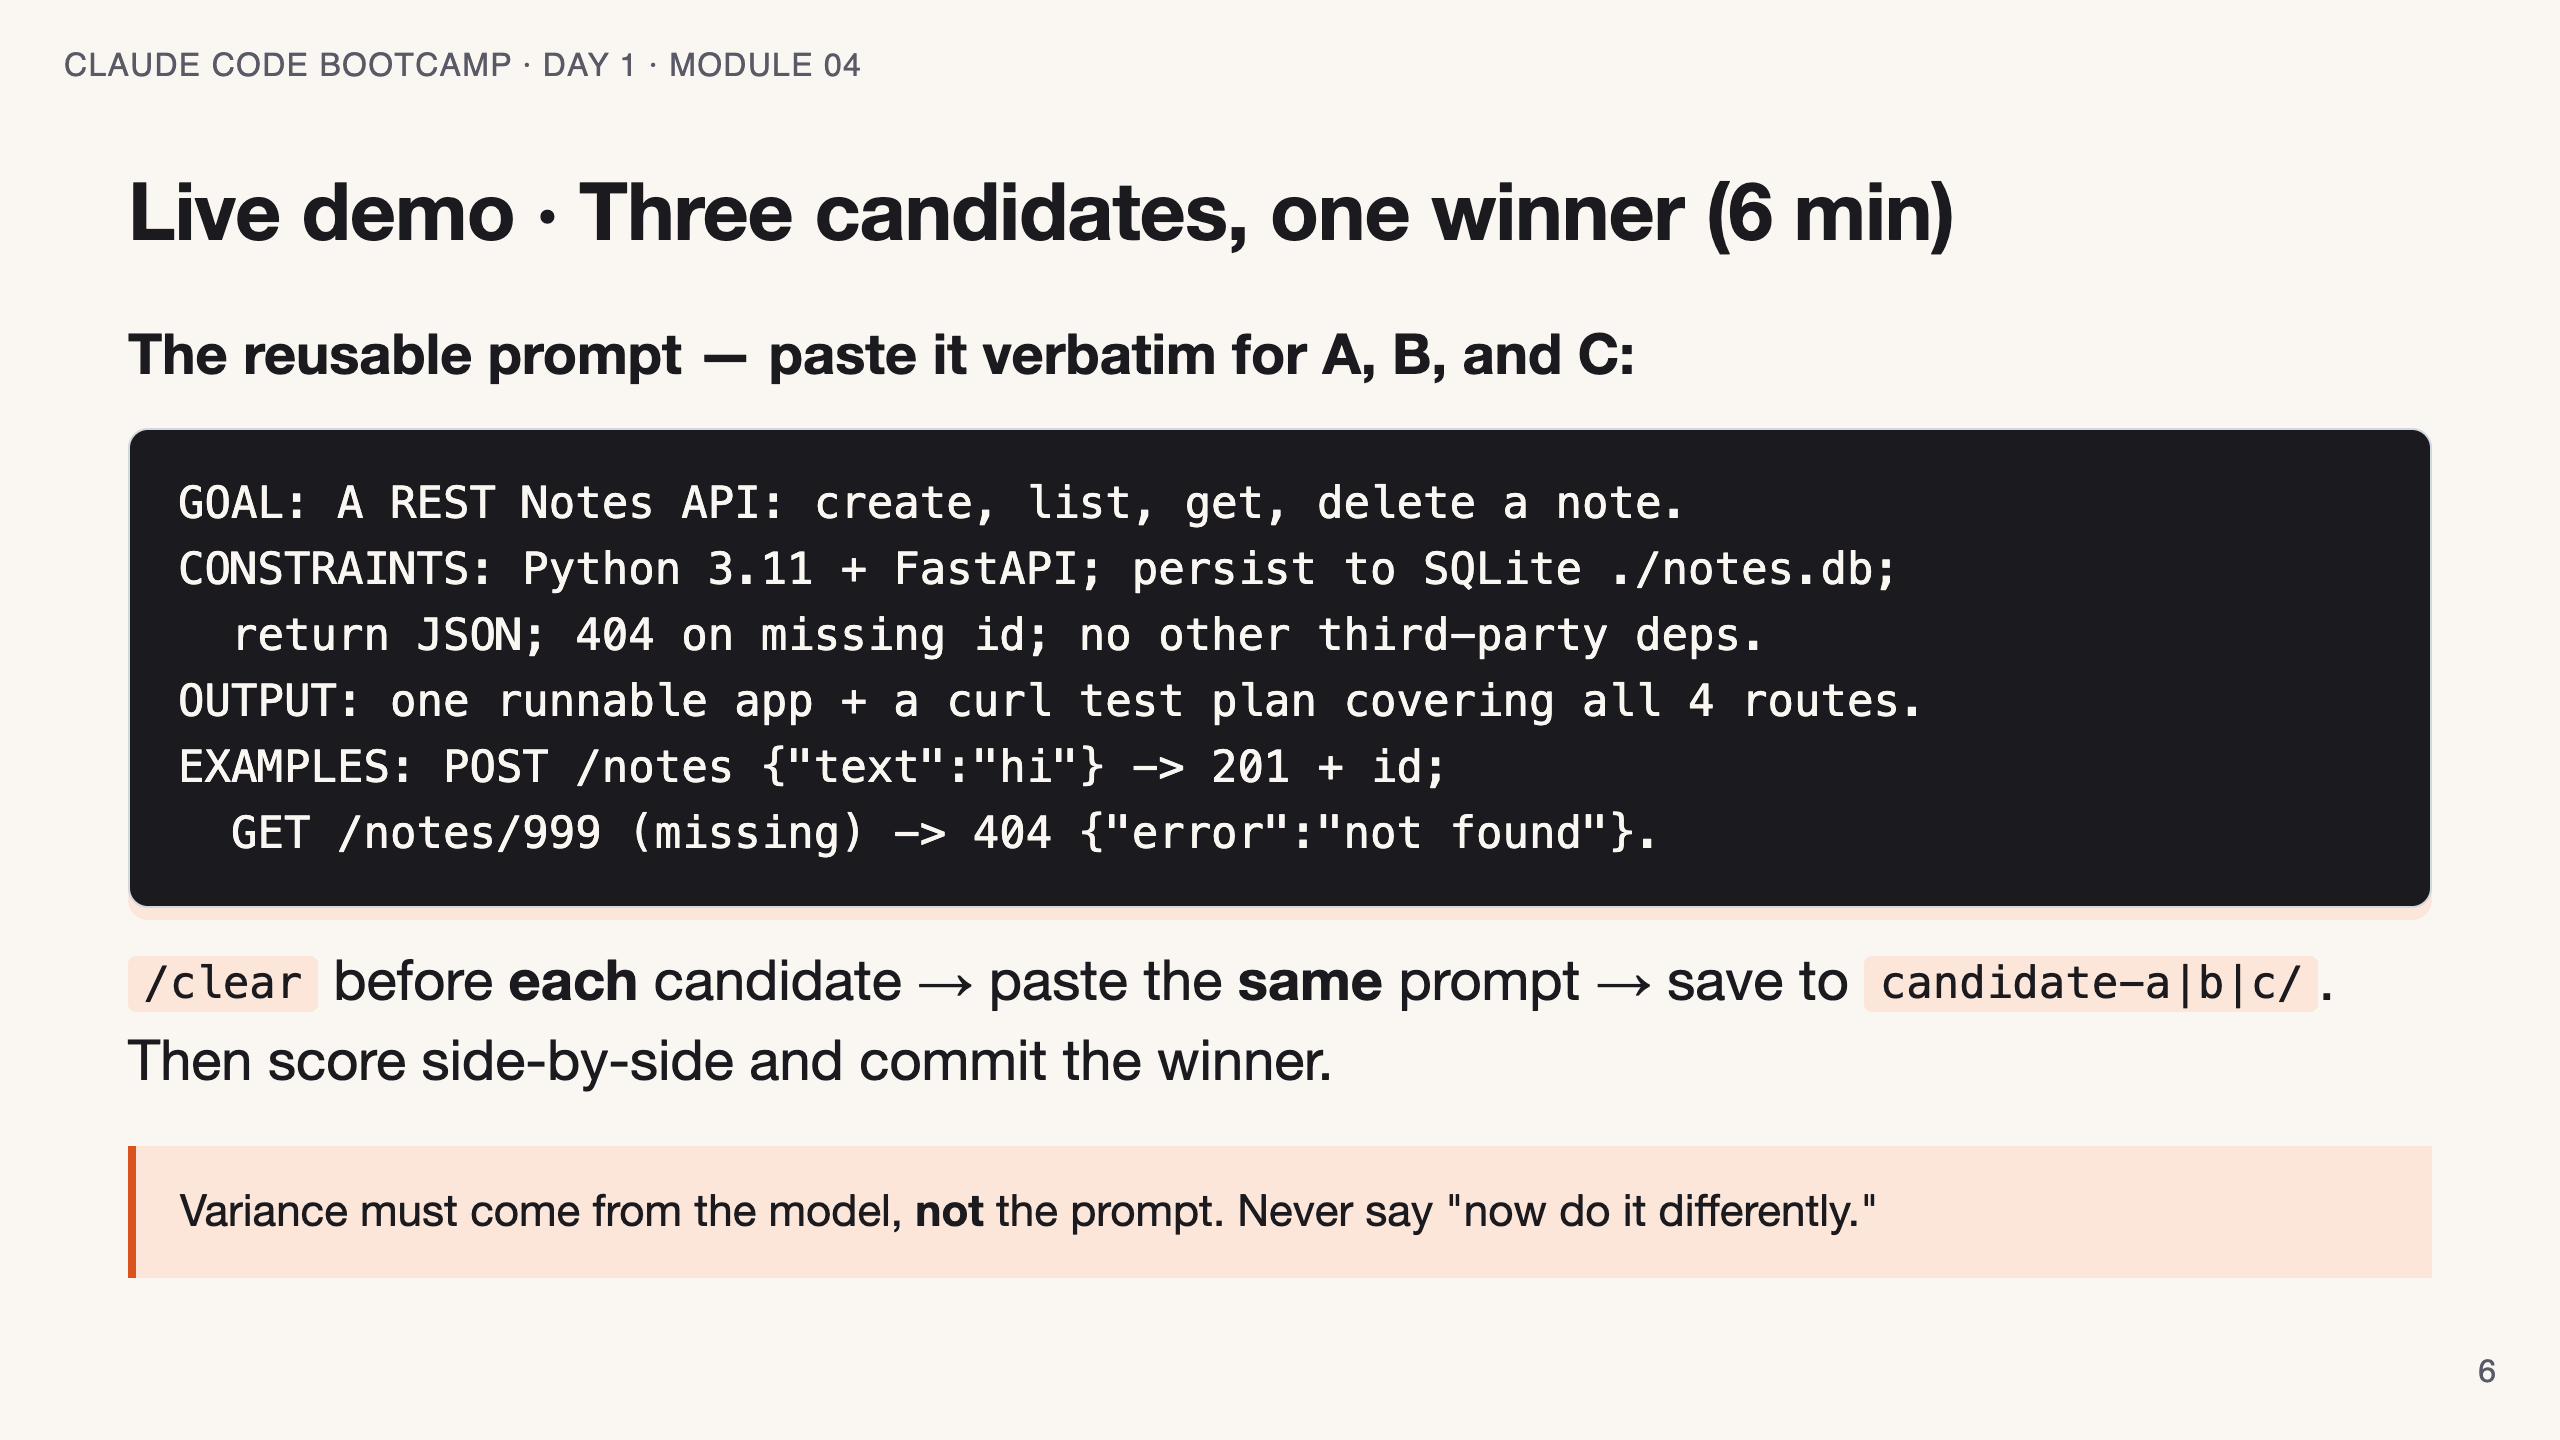 CLAUDE CODE BOOTCAMP · DAY 1 · MODULE 04
Live demo · Three candidates, one winner (6 min)
The reusable prompt — paste it verbatim for A, B, and C:
GOAL: A REST Notes API: create, list, get, delete a note.
CONSTRAINTS: Python 3.11 + FastAPI; persist to SQLite ./notes.db;
  return JSON; 404 on missing id; no other third-party deps.
OUTPUT: one runnable app + a curl test plan covering all 4 routes.
EXAMPLES: POST /notes {"text":"hi"} -> 201 + id;
  GET /notes/999 (missing) -> 404 {"error":"not found"}.
/clear before each candidate → paste the same prompt → save to candidate-a|b|c/.
Then score side-by-side and commit the winner.
Variance must come from the model, not the prompt. Never say "now do it differently."
6